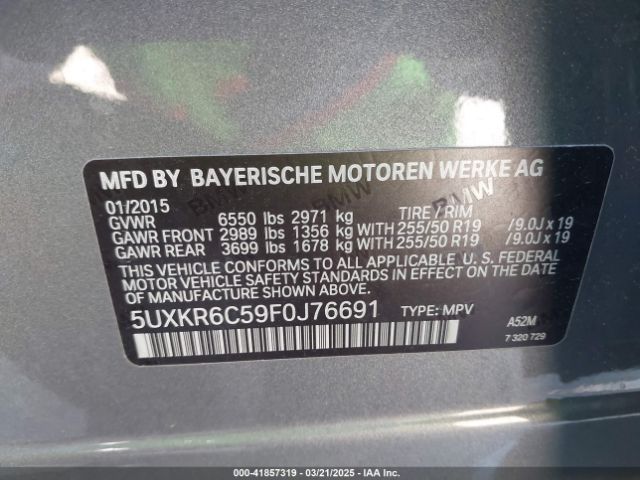 MFD BY BAYERISCHE MOTOREN WERKE AG
01/2015 TIRE / RIM
GVWR 6550 lbs 2971 kg
GAWR FRONT 2989 lbs 1356 kg WITH 255/50 R19 /9.0J x 19
GAWR REAR 3699 lbs 1678 kg WITH 255/50 R19 /9.0J x 19
THIS VEHICLE CONFORMS TO ALL APPLICABLE U. S. FEDERAL
MOTOR VEHICLE SAFETY STANDARDS IN EFFECT ON THE DATE
OF MANUFACTURE SHOWN ABOVE.
5UXKR6C59F0J76691 TYPE: MPV A52M
7 320 729
BMW BMW BMW
000-41857319 - 03/21/2025 - IAA Inc.